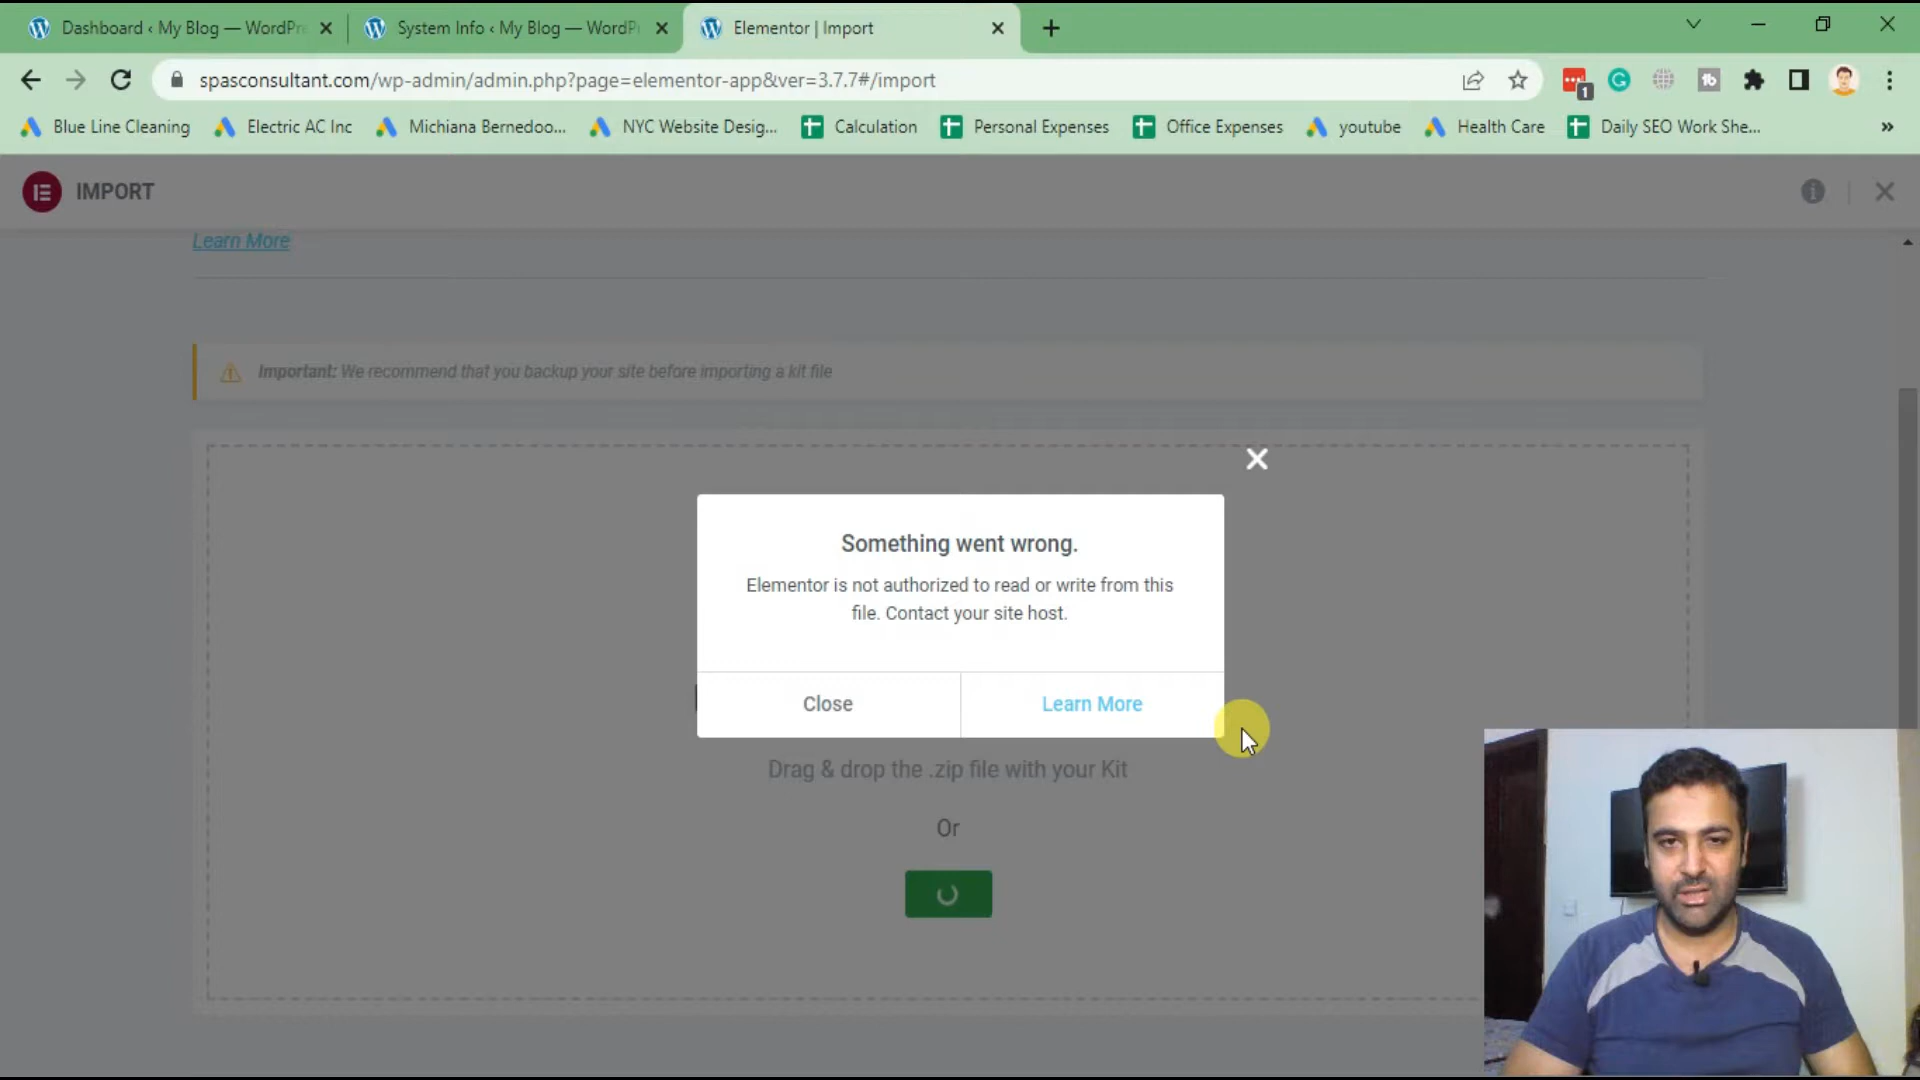 Dashboard ‹ My Blog — WordPre
System Info ‹ My Blog — WordP
Elementor | Import
spasconsultant.com/wp-admin/admin.php?page=elementor-app&ver=3.7.7#/import
1
Blue Line Cleaning
Electric AC Inc
Michiana Bernedoo...
NYC Website Desig...
Calculation
Personal Expenses
Office Expenses
youtube
Health Care
Daily SEO Work She...
»
IMPORT
Learn More
Important: We recommend that you backup your site before importing a kit file
Something went wrong.
Elementor is not authorized to read or write from this
file. Contact your site host.
Close
Learn More
Drag & drop the .zip file with your Kit
Or